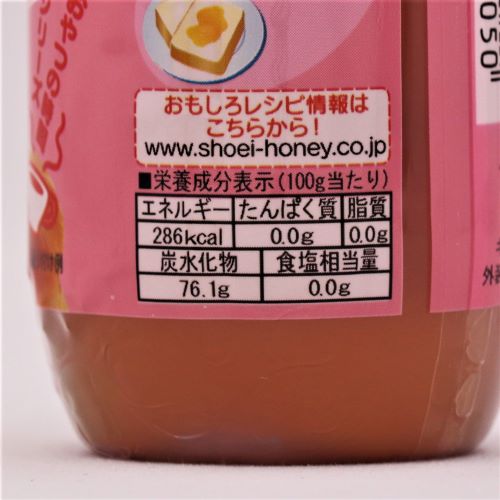 おもしろレシピ情報は
こちらから！
www.shoei-honey.co.jp
■栄養成分表示(100g当たり)
エネルギー たんぱく質 脂質
286kcal 0.0g 0.0g
炭水化物 食塩相当量
76.1g 0.0g